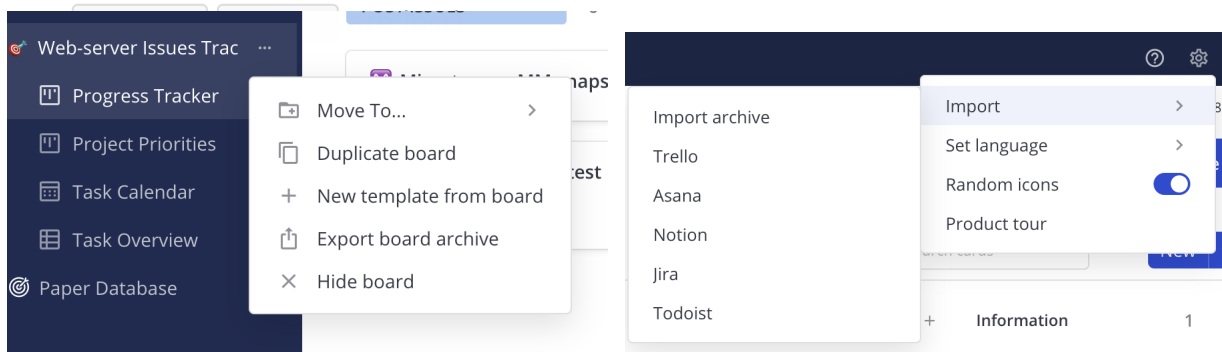 Web-server Issues Trac ...
Progress Tracker
Project Priorities
Task Calendar
Task Overview
Paper Database
Move To...
Duplicate board
New template from board
Export board archive
Hide board
Import archive
Trello
Asana
Notion
Jira
Todoist
Import
Set language
Random icons
Product tour
New
Information 1